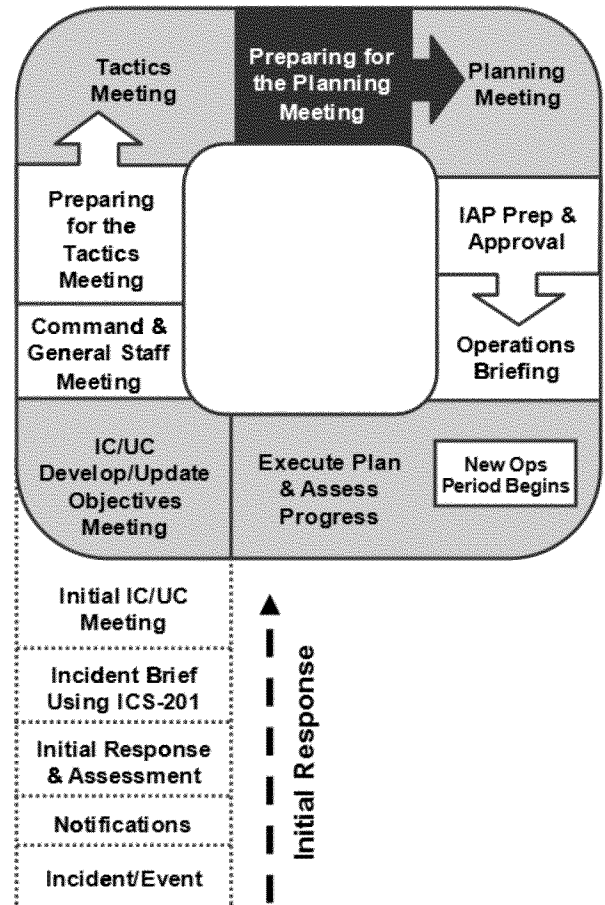 Tactics
Meeting
Preparing for
the Planning
Meeting
Planning
Meeting
Preparing
for the
Tactics
Meeting
IAP Prep &
Approval
Command &
General Staff
Meeting
Operations
Briefing
IC/UC
Develop/Update
Objectives
Meeting
Execute Plan
& Assess
Progress
New Ops
Period Begins
Initial IC/UC
Meeting
Incident Brief
Using ICS-201
Initial Response
& Assessment
Notifications
Incident/Event
Initial Response